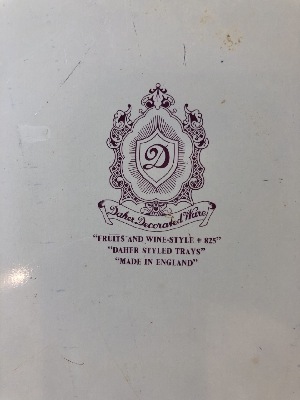 D
Daher Decorated Ware
"FRUITS AND WINE-STYLE # 825"
"DAHER STYLED TRAYS"
"MADE IN ENGLAND"